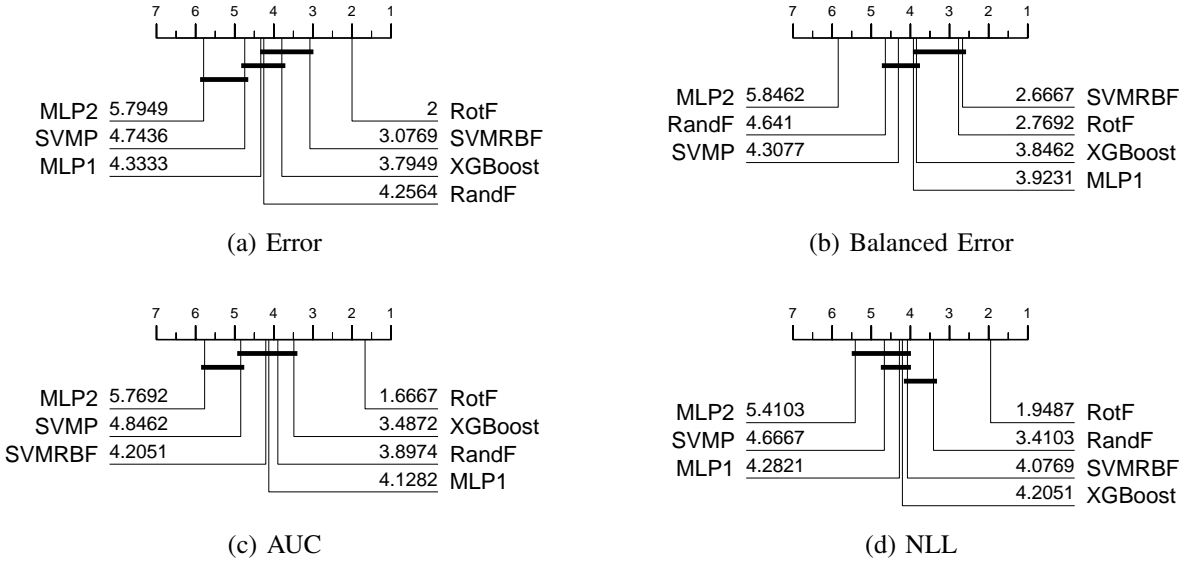 7 6 5 4 3 2 1
MLP2 5.7949 2 RotF
SVMP 4.7436 3.0769 SVMRBF
MLP1 4.3333 3.7949 XGBoost
4.2564 RandF
(a) Error
7 6 5 4 3 2 1
MLP2 5.8462 2.6667 SVMRBF
RandF 4.641 2.7692 RotF
SVMP 4.3077 3.8462 XGBoost
3.9231 MLP1
(b) Balanced Error
7 6 5 4 3 2 1
MLP2 5.7692 1.6667 RotF
SVMP 4.8462 3.4872 XGBoost
SVMRBF 4.2051 3.8974 RandF
4.1282 MLP1
(c) AUC
7 6 5 4 3 2 1
MLP2 5.4103 1.9487 RotF
SVMP 4.6667 3.4103 RandF
MLP1 4.2821 4.0769 SVMRBF
4.2051 XGBoost
(d) NLL